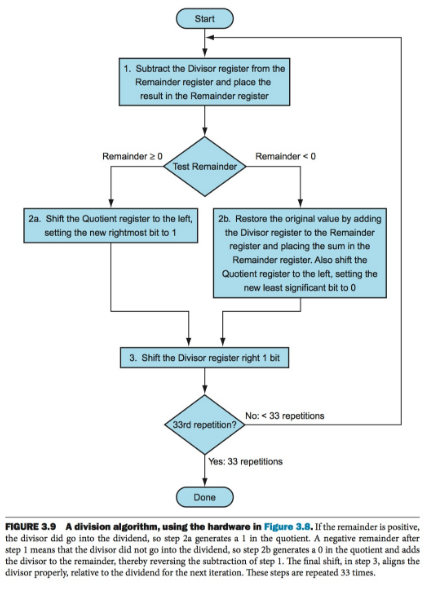 Start
1. Subtract the Divisor register from the
Remainder register and place the
result in the Remainder register
Remainder ≥ 0
Remainder < 0
Test Remainder
2a. Shift the Quotient register to the left,
setting the new rightmost bit to 1
2b. Restore the original value by adding
the Divisor register to the Remainder
register and placing the sum in the
Remainder register. Also shift the
Quotient register to the left, setting the
new least significant bit to 0
3. Shift the Divisor register right 1 bit
33rd repetition?
No: < 33 repetitions
Yes: 33 repetitions
Done
FIGURE 3.9 A division algorithm, using the hardware in Figure 3.8. If the remainder is positive,
the divisor did go into the dividend, so step 2a generates a 1 in the quotient. A negative remainder after
step 1 means that the divisor did not go into the dividend, so step 2b generates a 0 in the quotient and adds
the divisor to the remainder, thereby reversing the subtraction of step 1. The final shift, in step 3, aligns the
divisor properly, relative to the dividend for the next iteration. These steps are repeated 33 times.